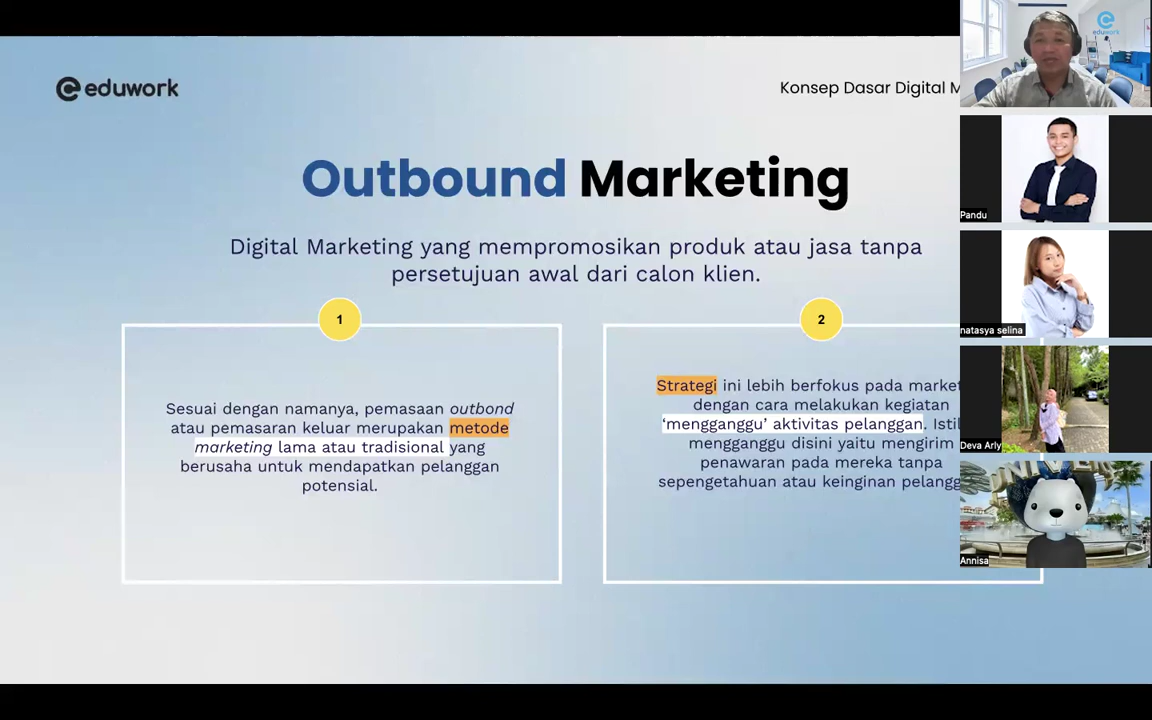 eduwork
Konsep Dasar Digital
Outbound Marketing
Digital Marketing yang mempromosikan produk atau jasa tanpa
persetujuan awal dari calon klien.
1
Sesuai dengan namanya, pemasaan outbond
atau pemasaran keluar merupakan metode
marketing lama atau tradisional yang
berusaha untuk mendapatkan pelanggan
potensial.
2
Strategi ini lebih berfokus pada
dengan cara melakukan kegiatan
‘mengganggu’ aktivitas pelanggan.
mengganggu disini yaitu mengirim
penawaran pada mereka tanpa
sepengetahuan atau keinginan
eduwork
Pandu
natasya selina
Deva Arly
Annisa